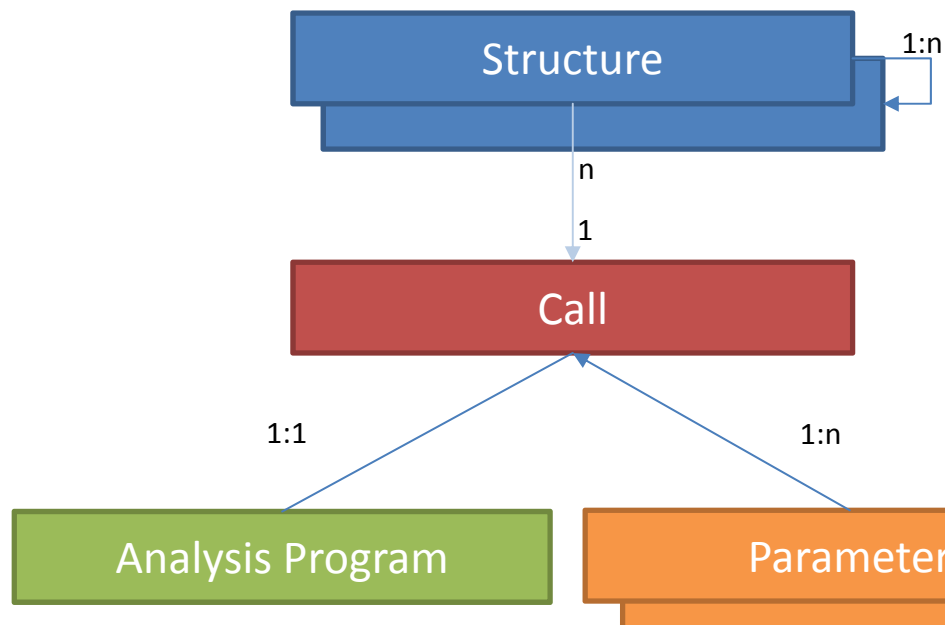 Structure
1:n
n
1
Call
1:1
1:n
Analysis Program
Parameter